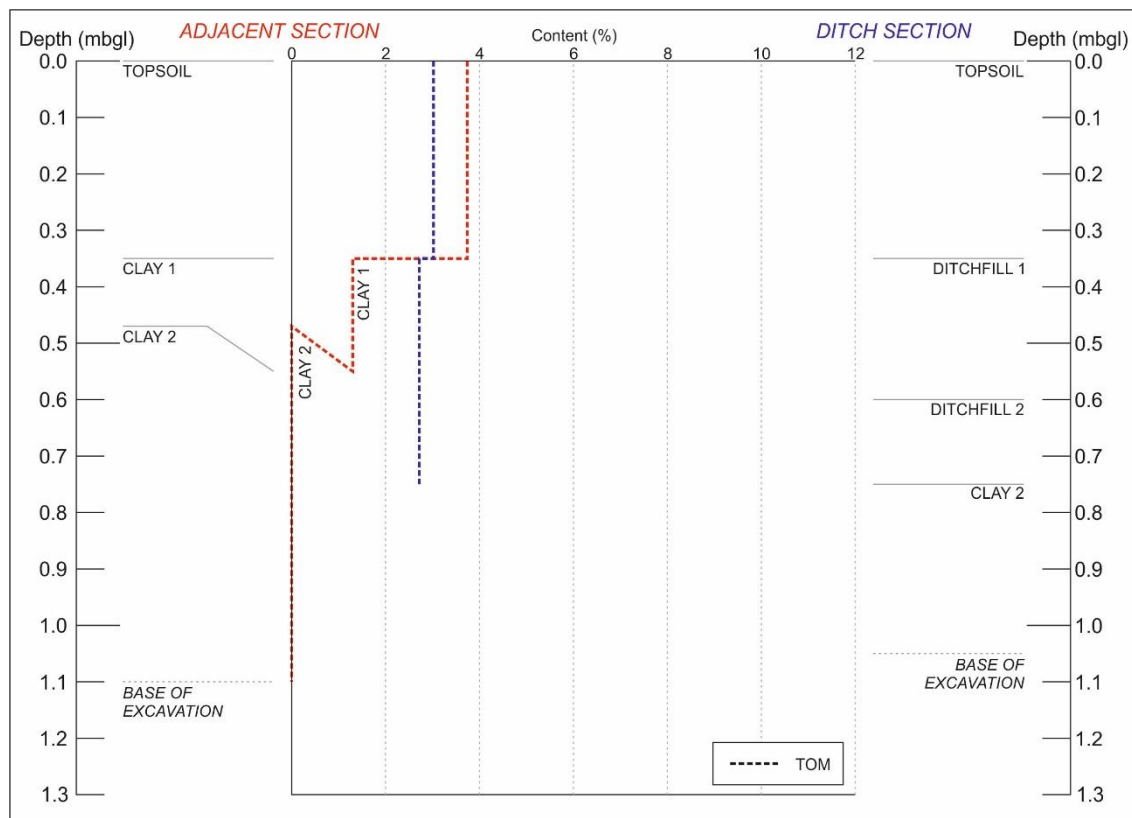 ADJACENT SECTION
Content (%)
DITCH SECTION
Depth (mbgl)
Depth (mbgl)
0 2 4 6 8 10 12
0.0
0.1
0.2
0.3
0.4
0.5
0.6
0.7
0.8
0.9
1.0
1.1
1.2
1.3
TOPSOIL
CLAY 1
CLAY 2
BASE OF
EXCAVATION
CLAY 1
CLAY 2
TOM
TOPSOIL
DITCHFILL 1
DITCHFILL 2
CLAY 2
BASE OF
EXCAVATION
0.0
0.1
0.2
0.3
0.4
0.5
0.6
0.7
0.8
0.9
1.0
1.1
1.2
1.3